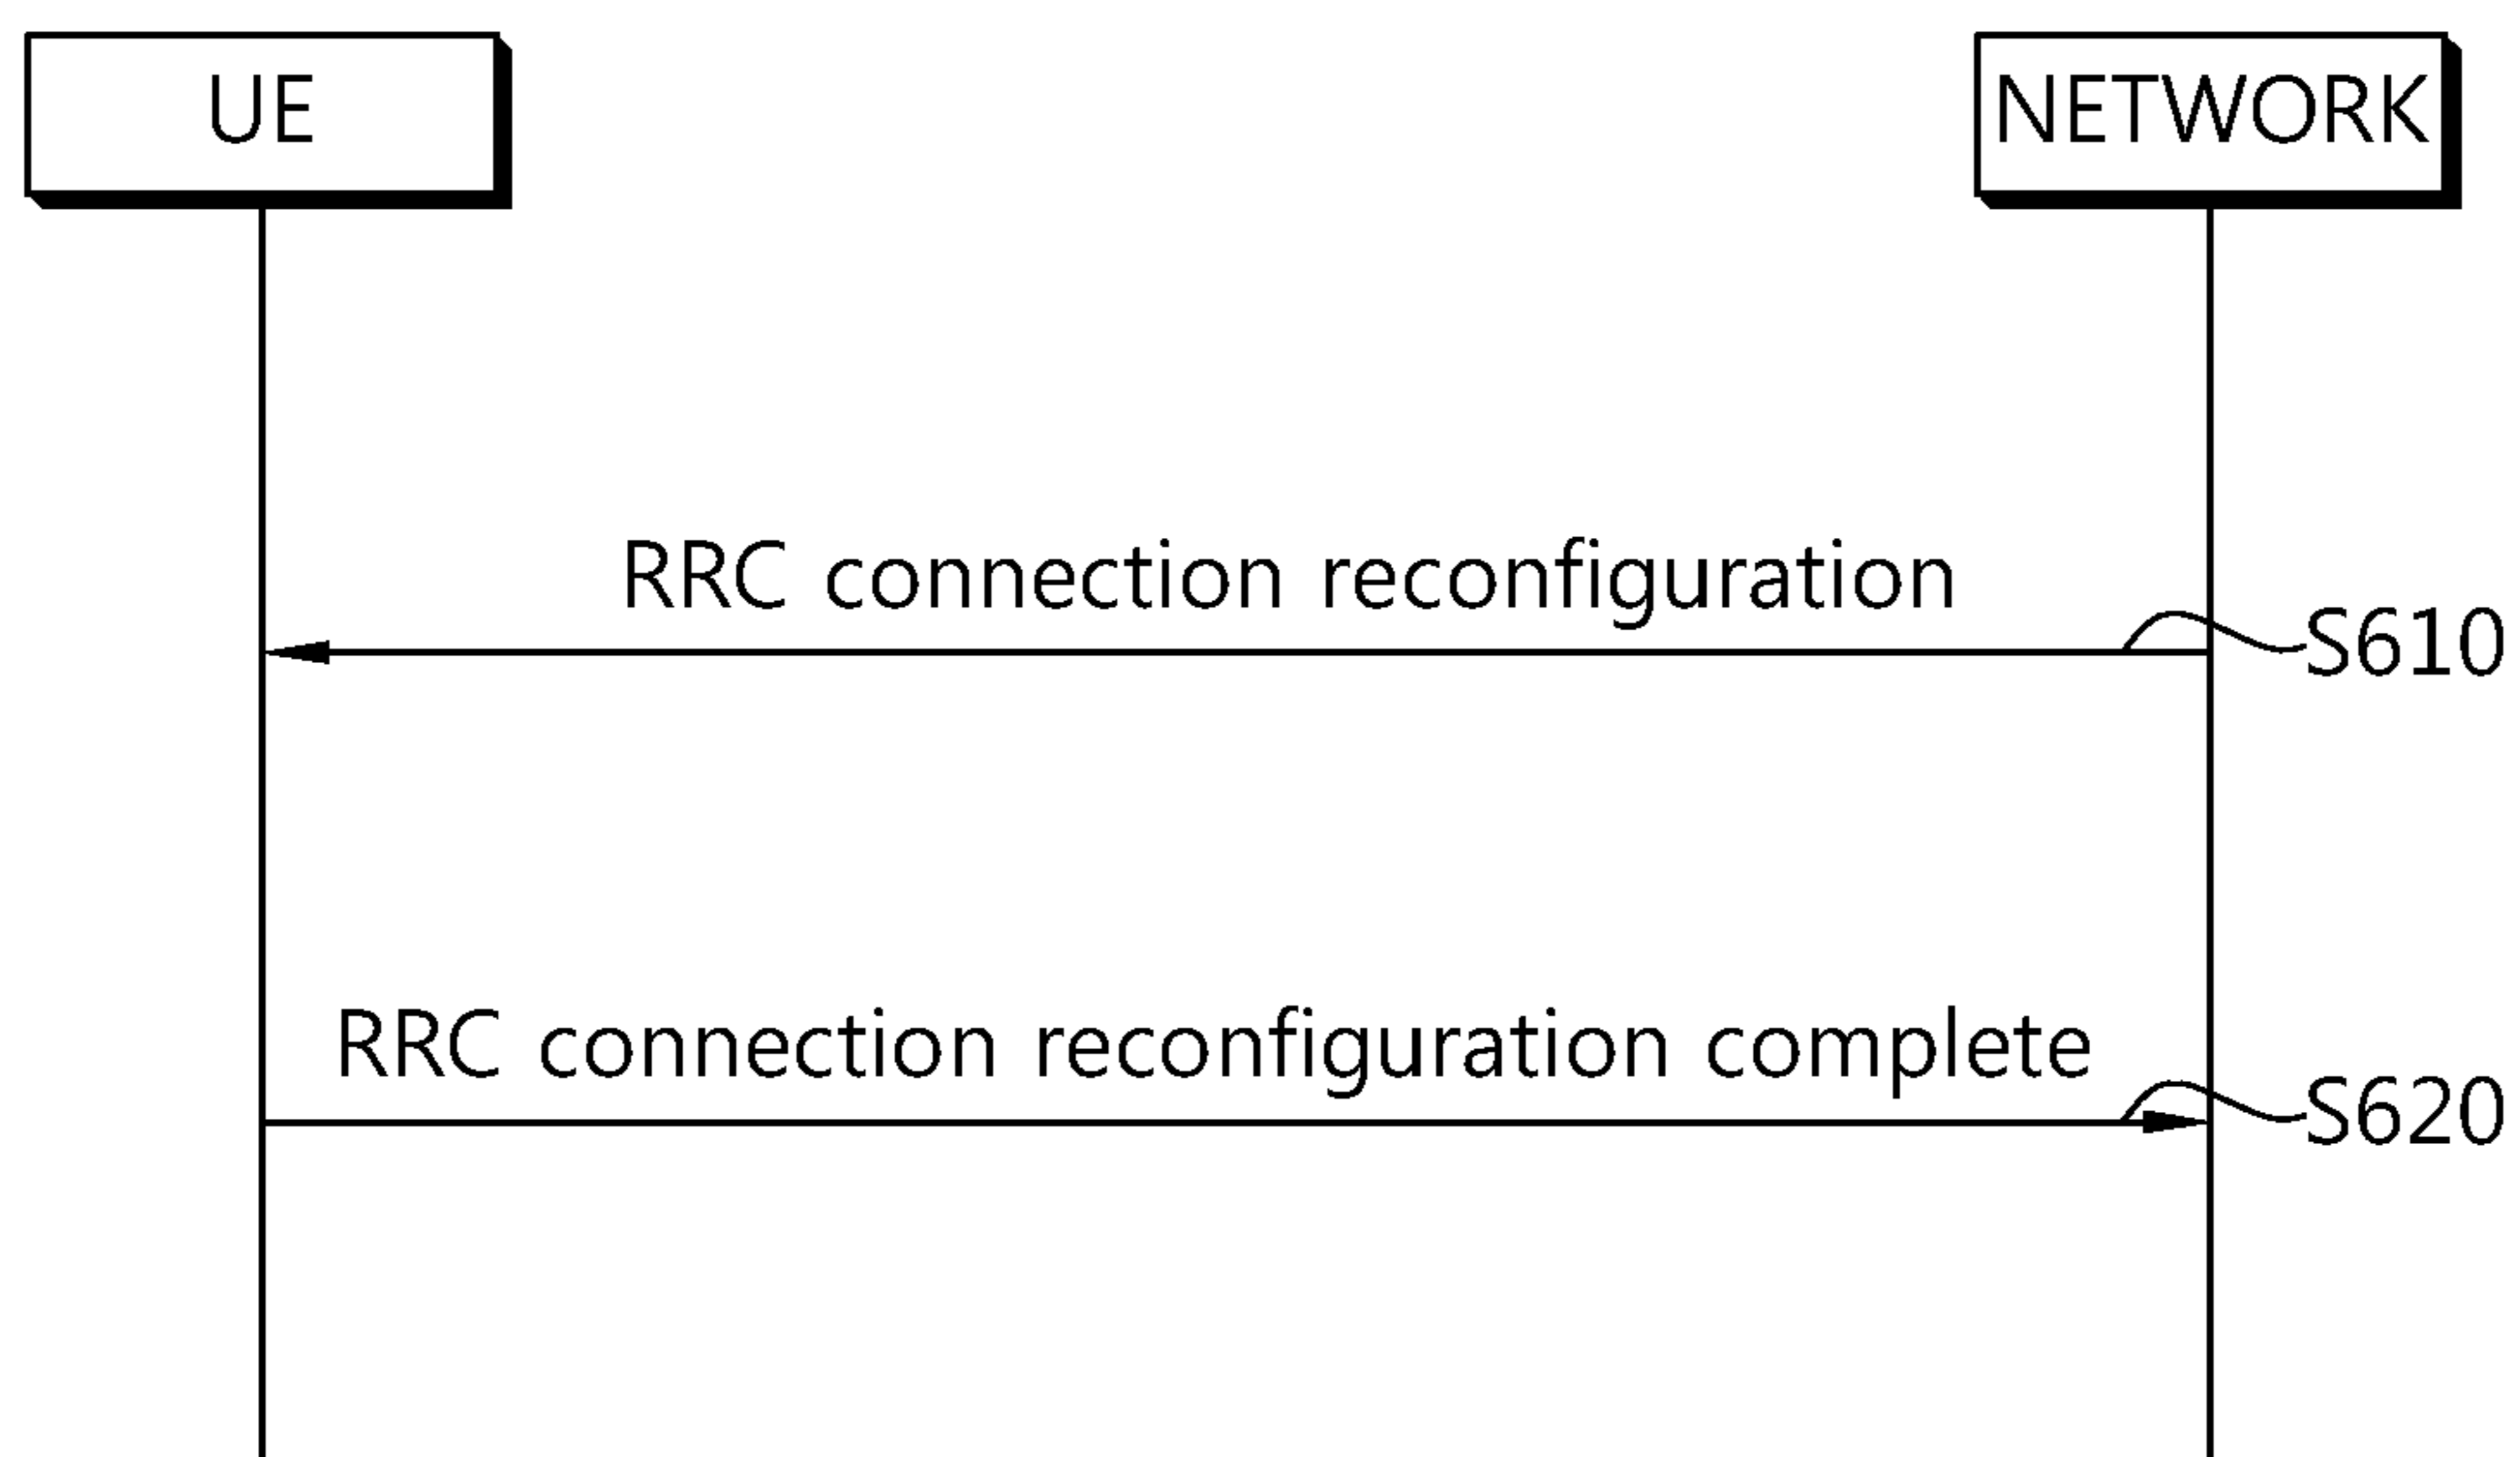 UE
NETWORK
RRC connection reconfiguration
S610
RRC connection reconfiguration complete
S620